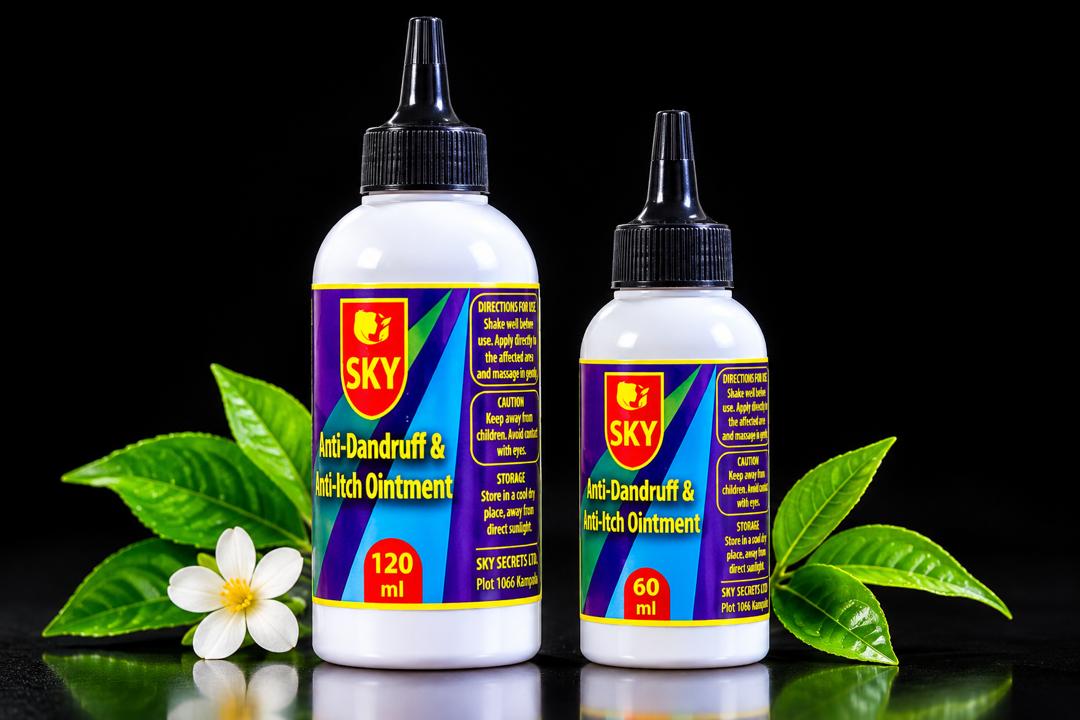 SKY
Anti-Dandruff &
Anti-Itch Ointment
120
ml
DIRECTIONS FOR USE
Shake well before
use. Apply directly to
the affected area
and massage in gently.
CAUTION
Keep away from
children. Avoid contact
with eyes.
STORAGE
Store in a cool dry
place, away from
direct sunlight.
SKY SECRETS LTD.
Plot 1066 Kampala
SKY
Anti-Dandruff &
Anti-Itch Ointment
60
ml
DIRECTIONS FOR USE
Shake well before
use. Apply directly to
the affected area
and massage in gently
CAUTION
Keep away from
children. Avoid contact
with eyes.
STORAGE
Store in a cool dry
place, away from
direct sunlight.
SKY SECRETS LTD
Plot 1066 Kampala